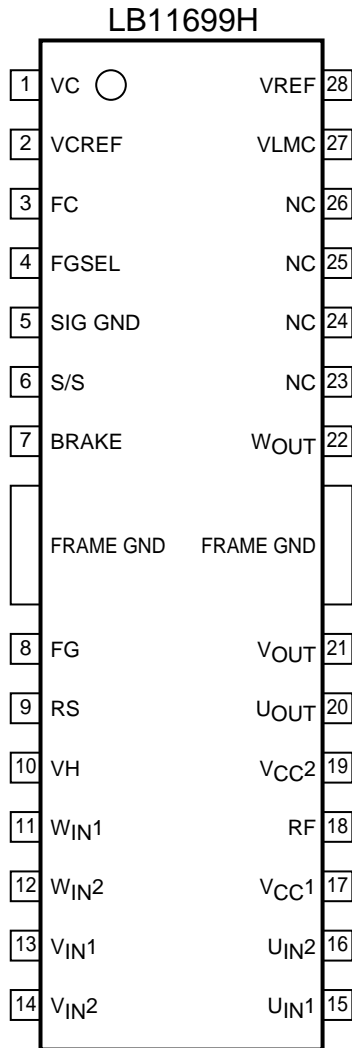 LB11699H
1 VC VREF 28
2 VCREF VLMC 27
3 FC NC 26
4 FGSEL NC 25
5 SIG GND NC 24
6 S/S NC 23
7 BRAKE WOUT 22
FRAME GND FRAME GND
8 FG VOUT 21
9 RS UOUT 20
10 VH VCC2 19
11 WIN1 RF 18
12 WIN2 VCC1 17
13 VIN1 UIN2 16
14 VIN2 UIN1 15